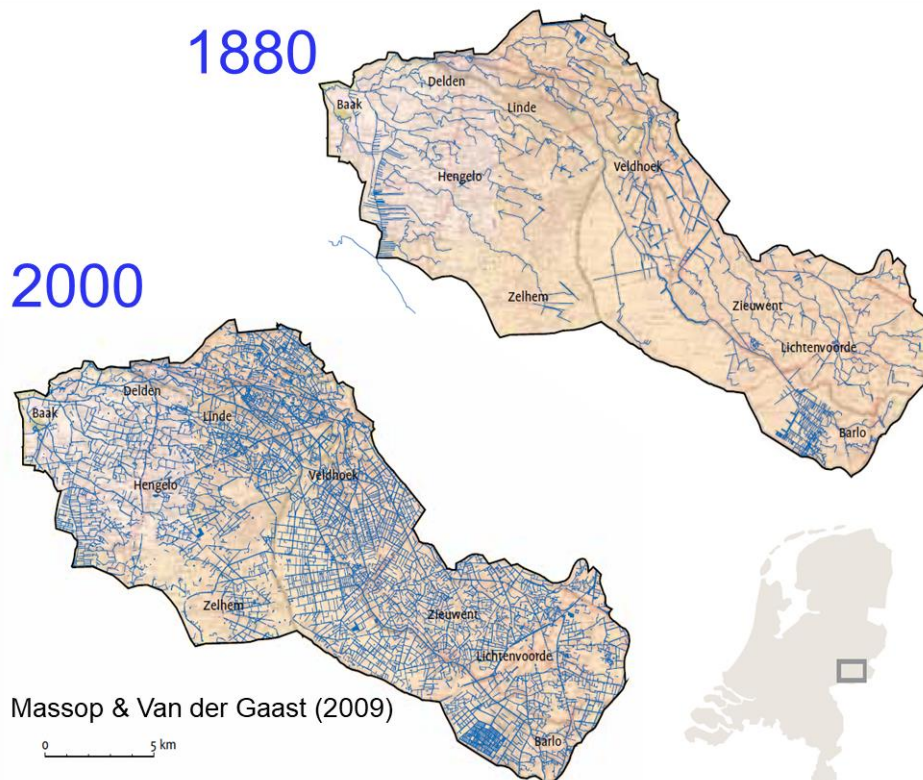 1880
Delden
Baak
Linde
Veldhoek
Hengelo
Zelhem
Zieuwent
Lichtenvoorde
Barlo
2000
Delden
Baak
Linde
Veldhoek
Hengelo
Zelhem
Zieuwent
Lichtenvoorde
Massop & Van der Gaast (2009)
Barlo
0 5 km